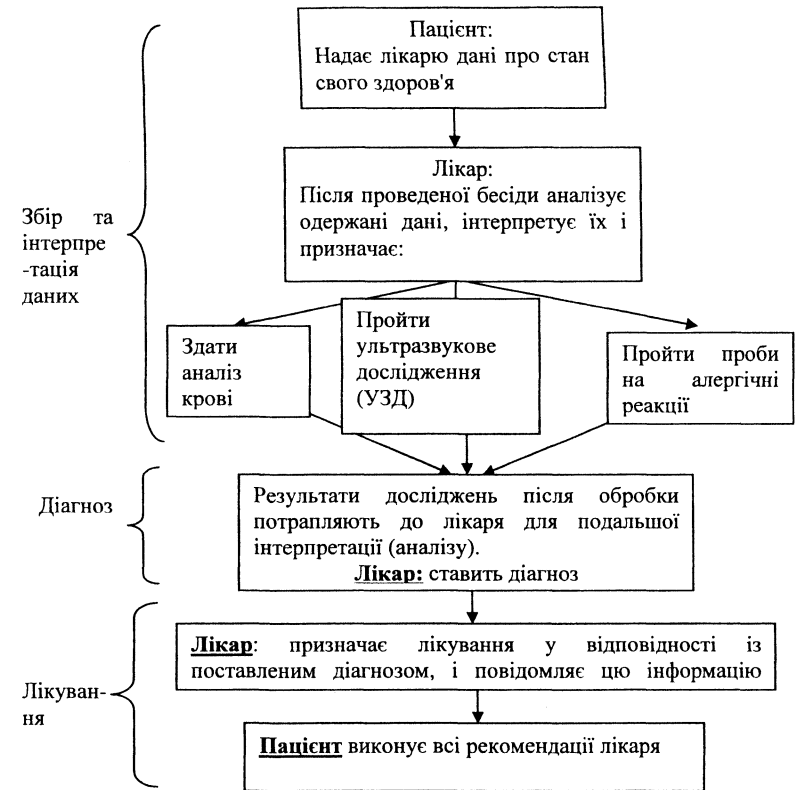 Пацієнт:
Надає лікарю дані про стан
свого здоров'я
Лікар:
Після проведеної бесіди аналізує
одержані дані, інтерпретує їх і
призначає:
Збір та
інтерпре
-тація
даних
Здати
аналіз
крові
Пройти
ультразвукове
дослідження
(УЗД)
Пройти проби
на алергічні
реакції
Діагноз
Результати досліджень після обробки
потрапляють до лікаря для подальшої
інтерпретації (аналізу).
Лікар: ставить діагноз
Лікуван-
ня
Лікар: призначає лікування у відповідності із
поставленим діагнозом, і повідомляє цю інформацію
Пацієнт виконує всі рекомендації лікаря